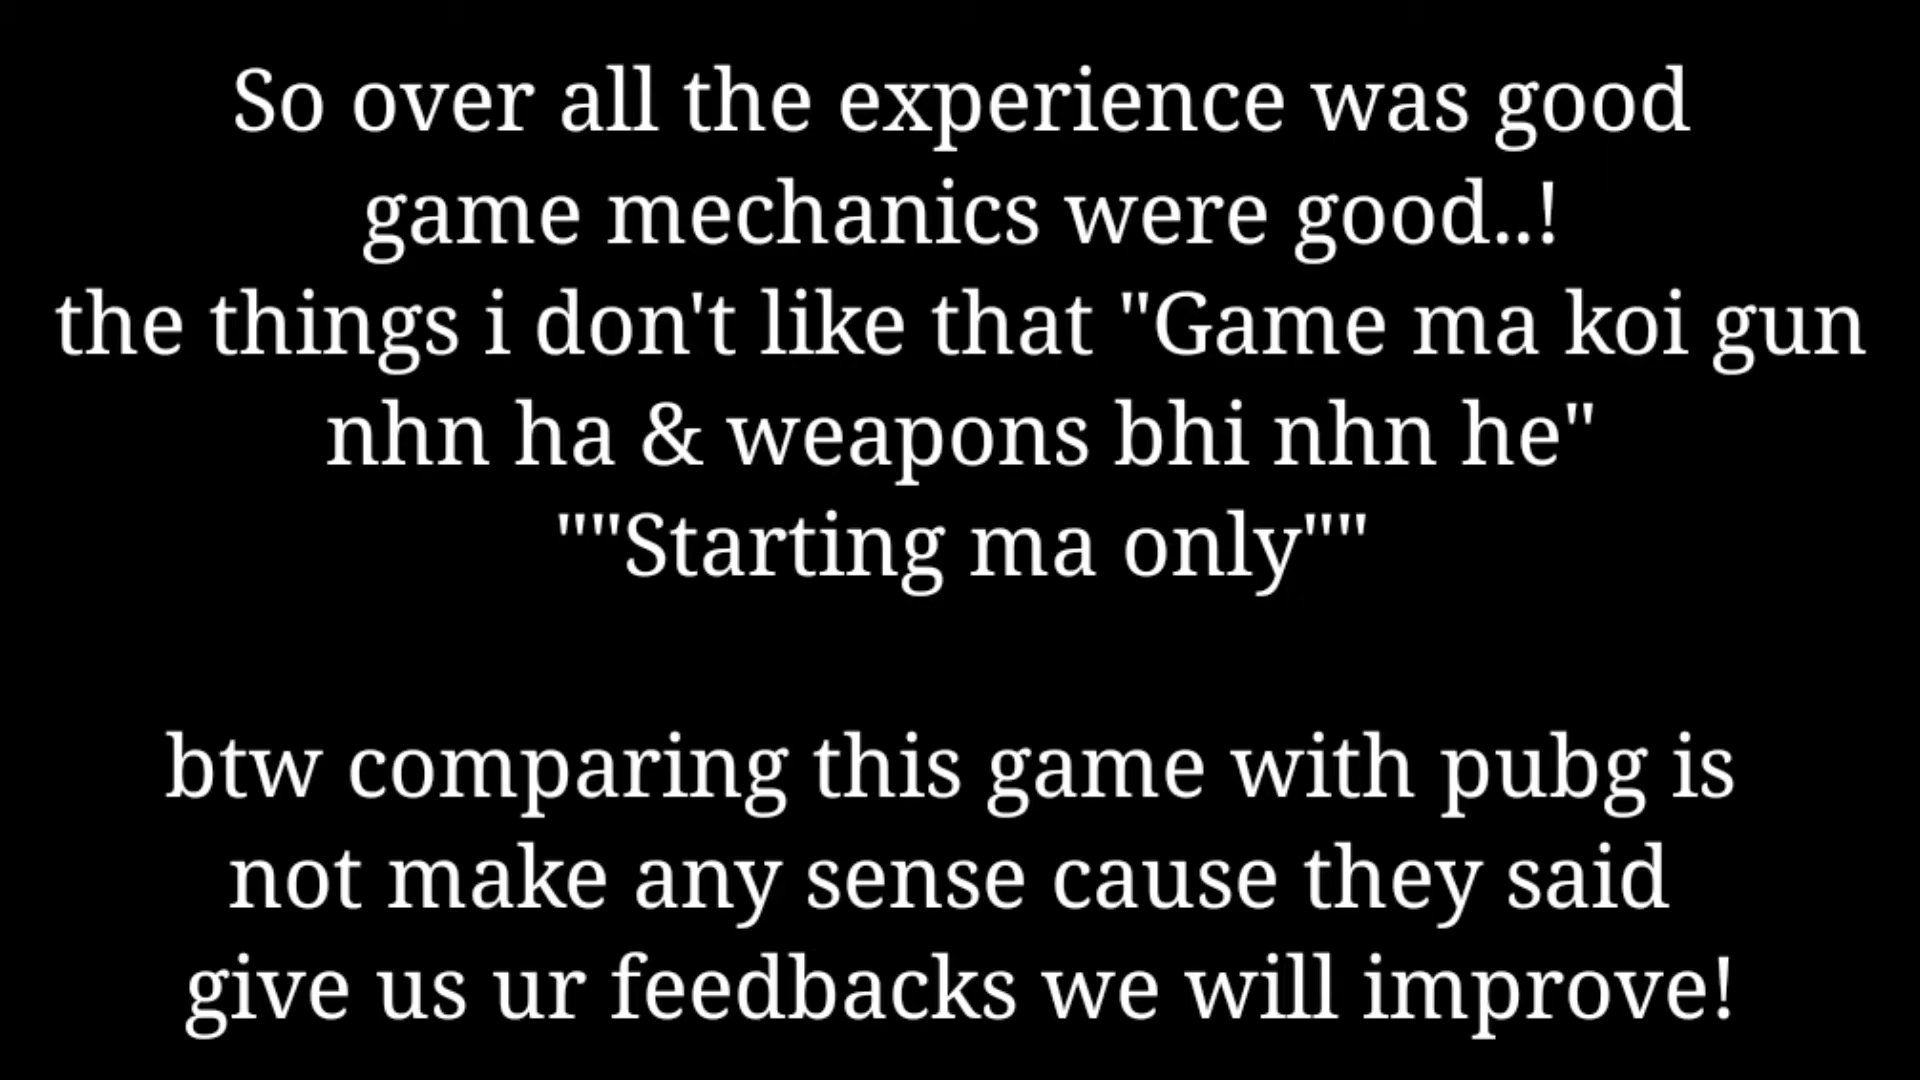 So over all the experience was good
game mechanics were good..!
the things i don't like that "Game ma koi gun
nhn ha & weapons bhi nhn he"
""Starting ma only""
btw comparing this game with pubg is
not make any sense cause they said
give us ur feedbacks we will improve!